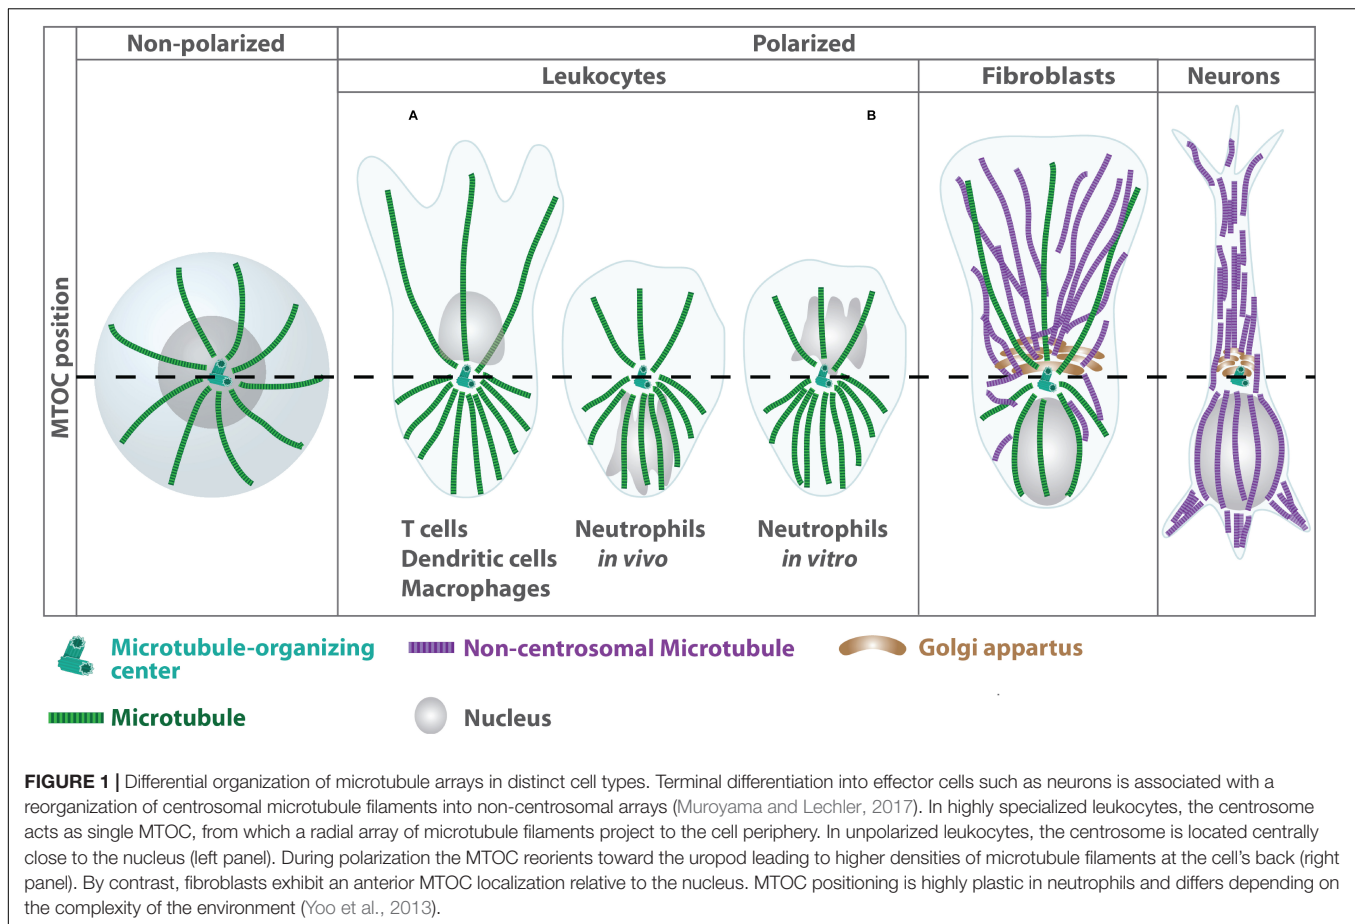 Non-polarized
Polarized
Leukocytes
Fibroblasts
Neurons
A
B
MTOC position
T cells
Dendritic cells
Macrophages
Neutrophils
in vivo
Neutrophils
in vitro
Microtubule-organizing
center
Non-centrosomal Microtubule
Golgi appartus
Microtubule
Nucleus
FIGURE 1 | Differential organization of microtubule arrays in distinct cell types. Terminal differentiation into effector cells such as neurons is associated with a
reorganization of centrosomal microtubule filaments into non-centrosomal arrays (Muroyama and Lechler, 2017). In highly specialized leukocytes, the centrosome
acts as single MTOC, from which a radial array of microtubule filaments project to the cell periphery. In unpolarized leukocytes, the centrosome is located centrally
close to the nucleus (left panel). During polarization the MTOC reorients toward the uropod leading to higher densities of microtubule filaments at the cell's back (right
panel). By contrast, fibroblasts exhibit an anterior MTOC localization relative to the nucleus. MTOC positioning is highly plastic in neutrophils and differs depending on
the complexity of the environment (Yoo et al., 2013).